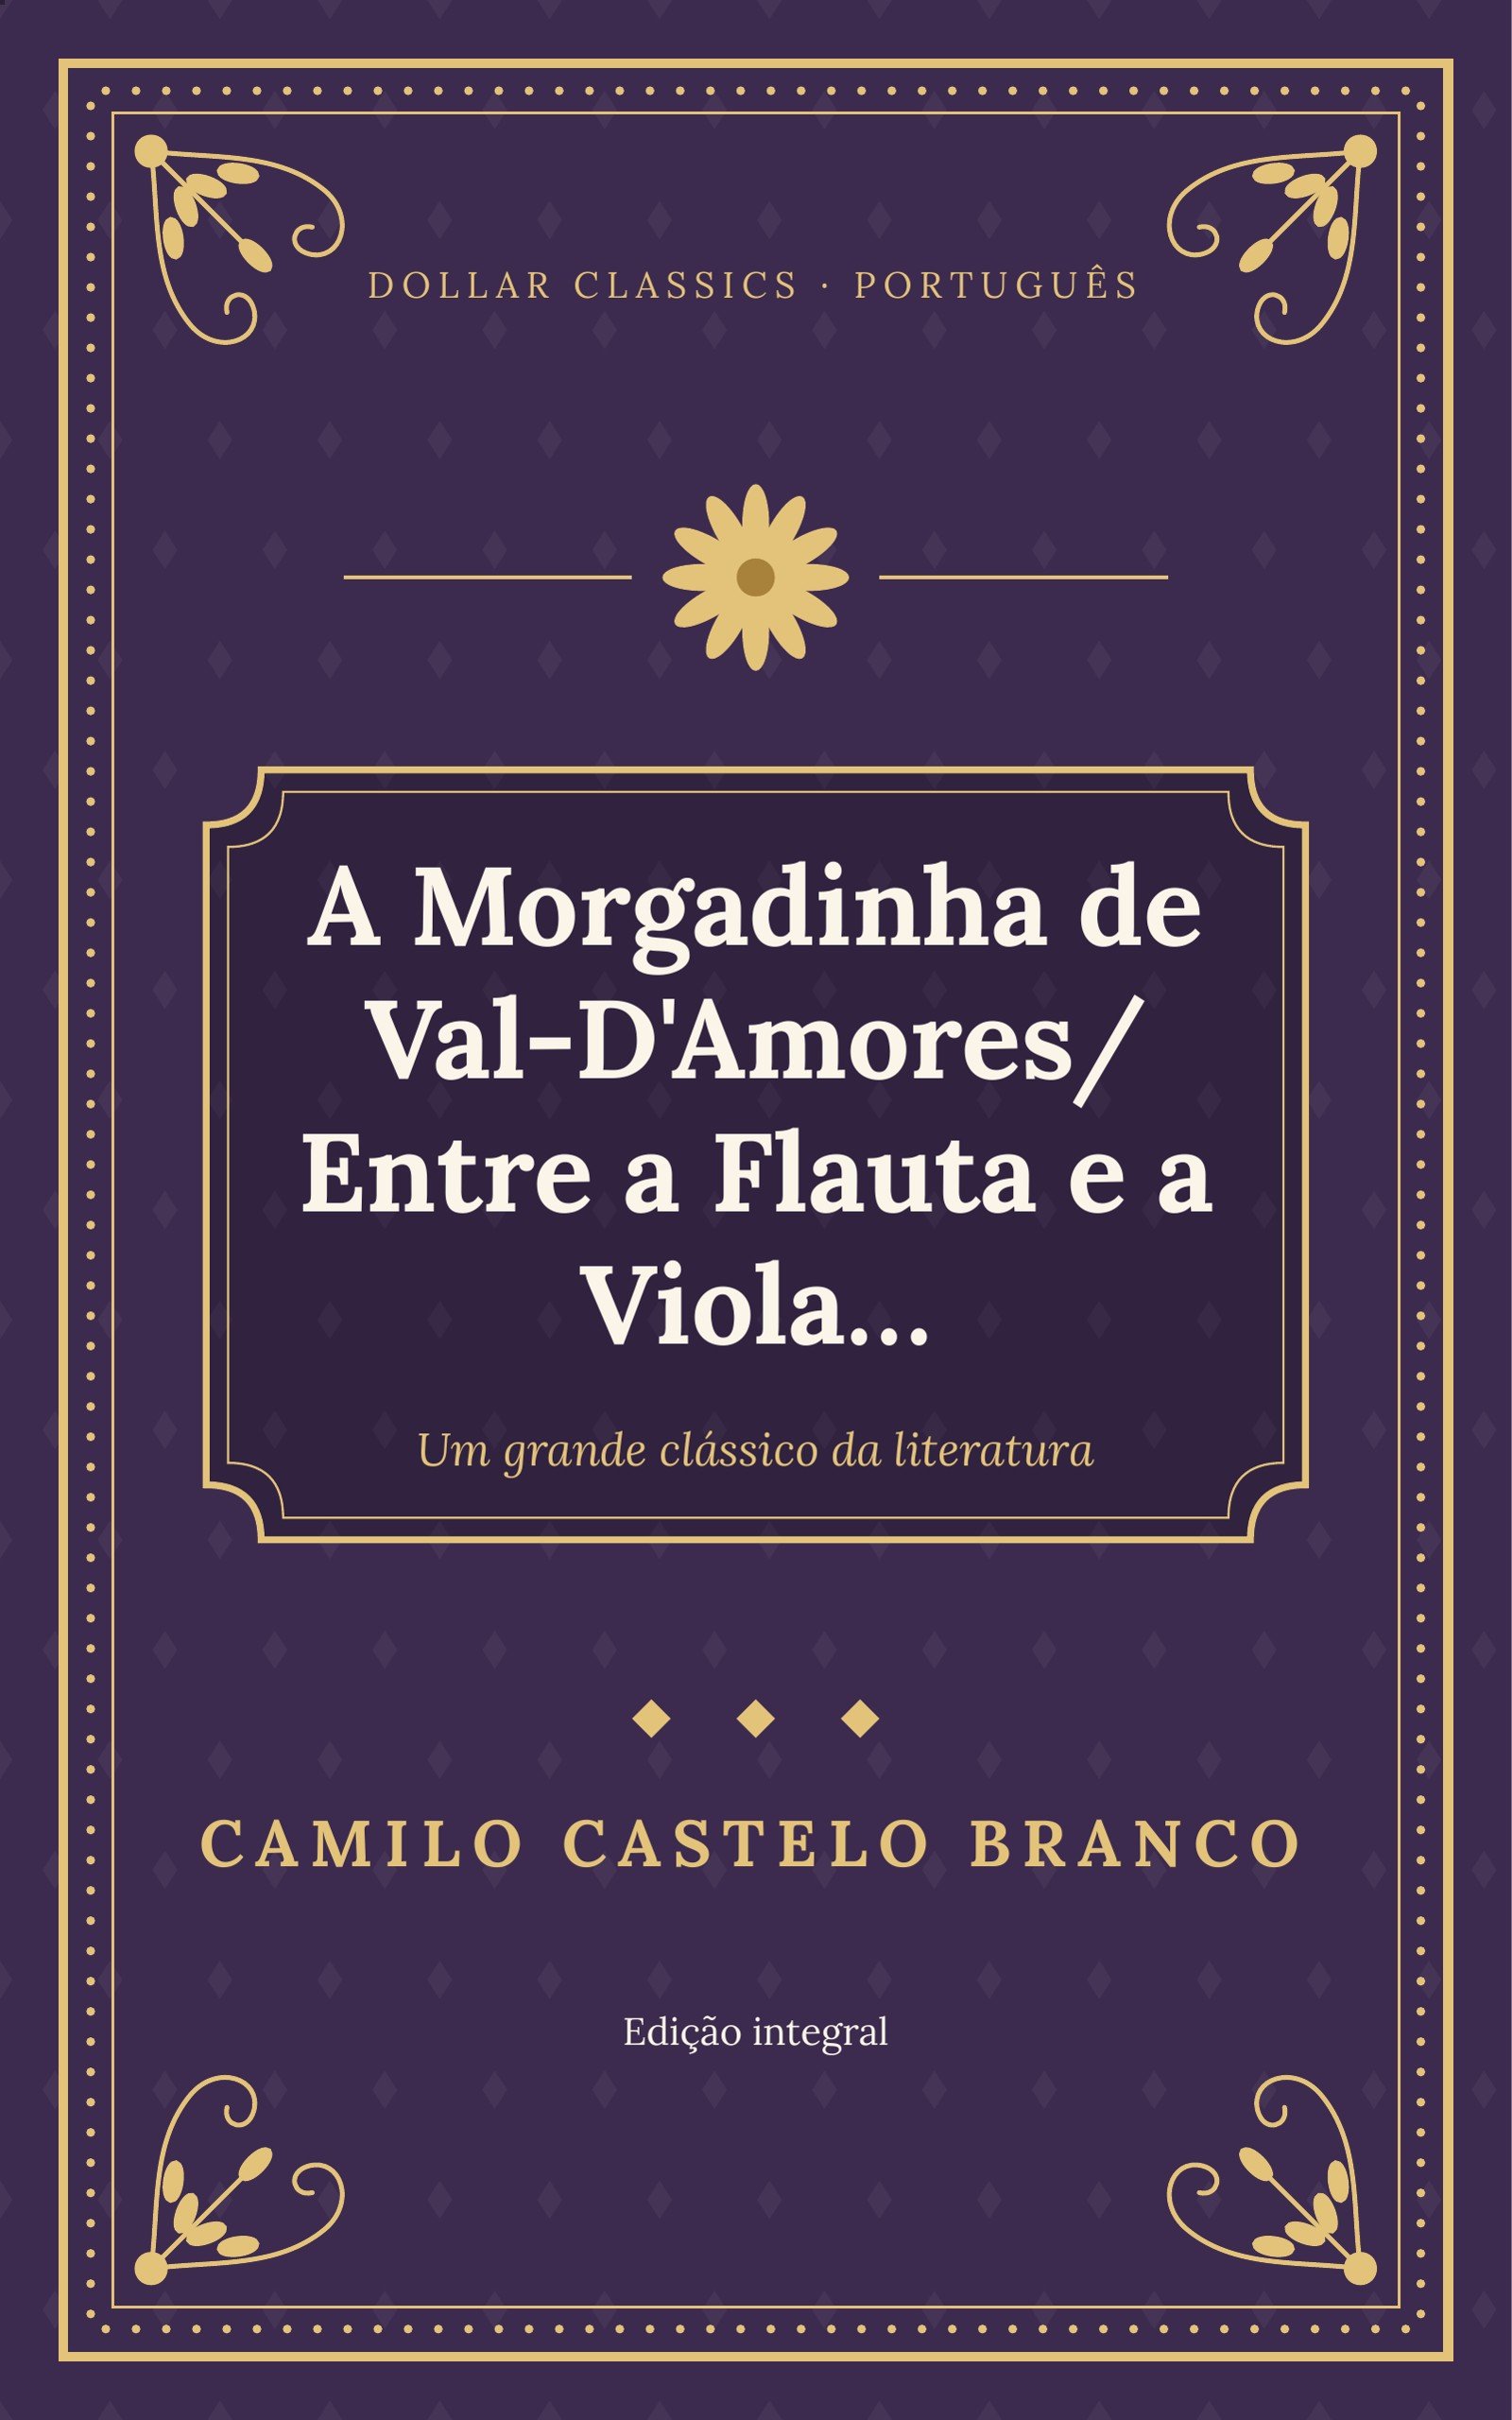 DOLLAR CLASSICS · PORTUGUÊS
A Morgadinha de
Val-D'Amores/
Entre a Flauta e a
Viola...
Um grande clássico da literatura
CAMILO CASTELO BRANCO
Edição integral